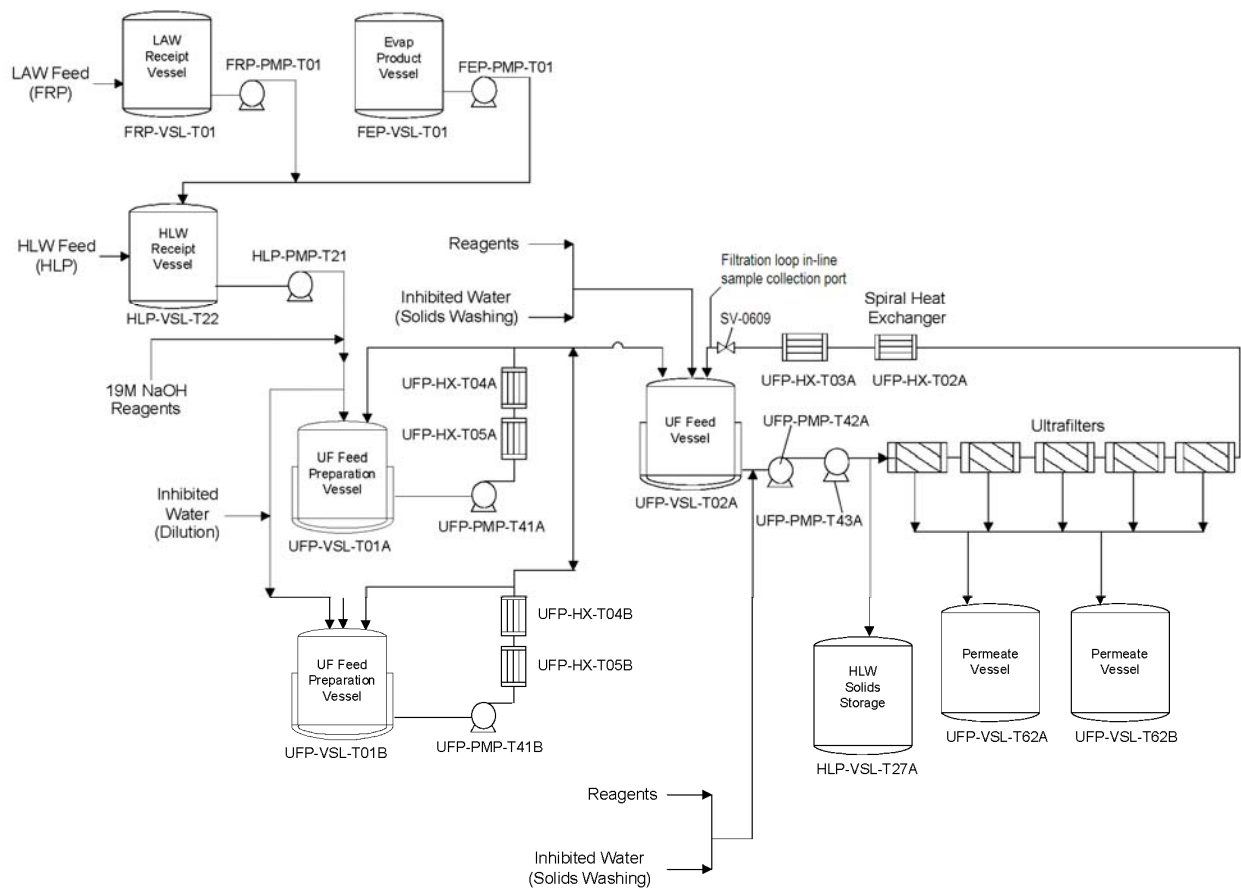 LAW
Receipt
Vessel
Evap
Product
Vessel
LAW Feed
(FRP)
FRP-PMP-T01
FEP-PMP-T01
FRP-VSL-T01
FEP-VSL-T01
HLW Feed
(HLP)
HLW
Receipt
Vessel
HLP-PMP-T21
HLP-VSL-T22
Reagents
Inhibited Water
(Solids Washing)
Filtration loop in-line
sample collection port
SV-0609
Spiral Heat
Exchanger
UFP-HX-T03A
UFP-HX-T02A
19M NaOH
Reagents
UFP-HX-T04A
UFP-HX-T05A
UF Feed
Preparation
Vessel
UFP-PMP-T41A
UFP-VSL-T01A
UF Feed
Vessel
UFP-VSL-T02A
UFP-PMP-T42A
UFP-PMP-T43A
Ultrafilters
Inhibited
Water
(Dilution)
UF Feed
Preparation
Vessel
UFP-HX-T04B
UFP-HX-T05B
UFP-PMP-T41B
UFP-VSL-T01B
HLW
Solids
Storage
HLP-VSL-T27A
Permeate
Vessel
UFP-VSL-T62A
Permeate
Vessel
UFP-VSL-T62B
Reagents
Inhibited Water
(Solids Washing)